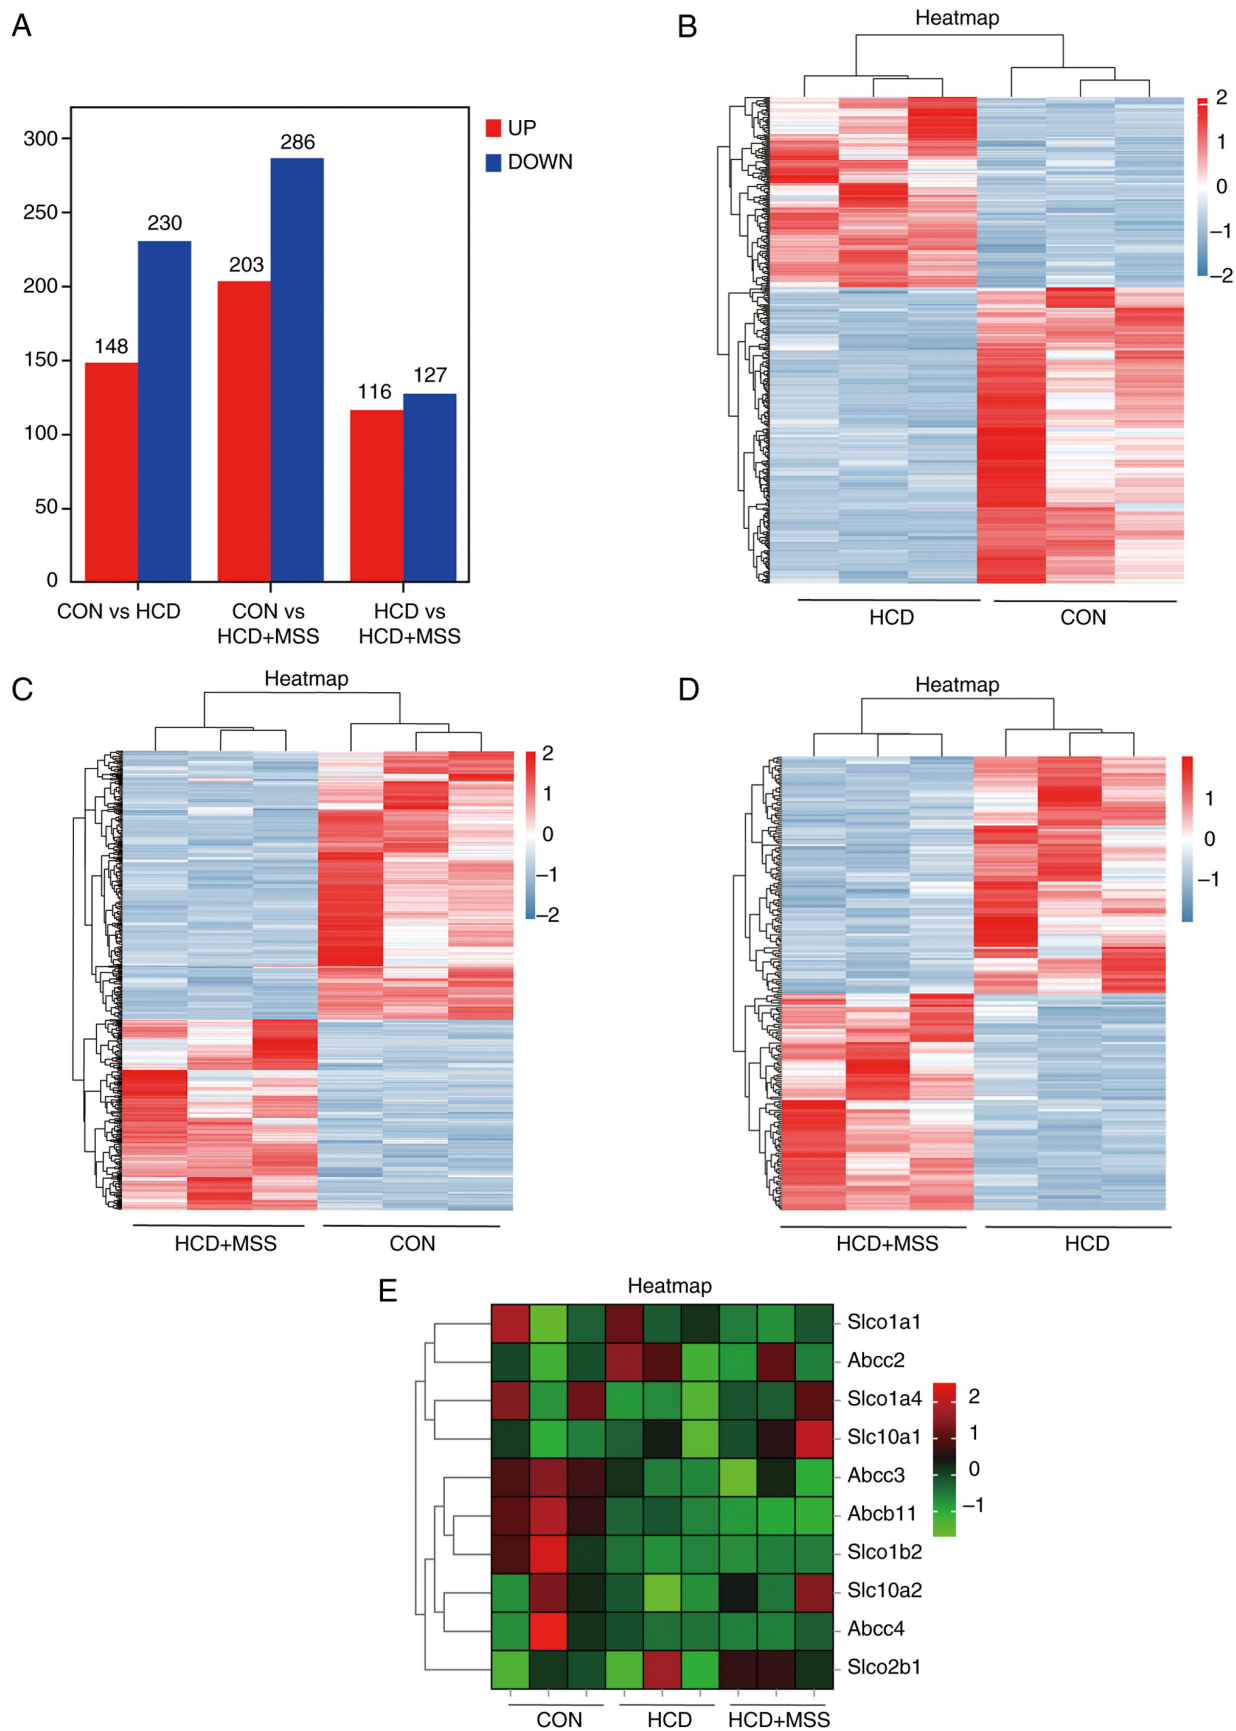 A
UP
DOWN
300
250
200
150
100
50
0
148
230
203
286
116
127
CON vs HCD
CON vs
HCD+MSS
HCD vs
HCD+MSS
B
Heatmap
2
1
0
−1
−2
HCD
CON
C
Heatmap
2
1
0
−1
−2
HCD+MSS
CON
D
Heatmap
1
0
−1
HCD+MSS
HCD
E
Heatmap
Slco1a1
Abcc2
Slco1a4
Slc10a1
Abcc3
Abcb11
Slco1b2
Slc10a2
Abcc4
Slco2b1
2
1
0
−1
CON
HCD
HCD+MSS